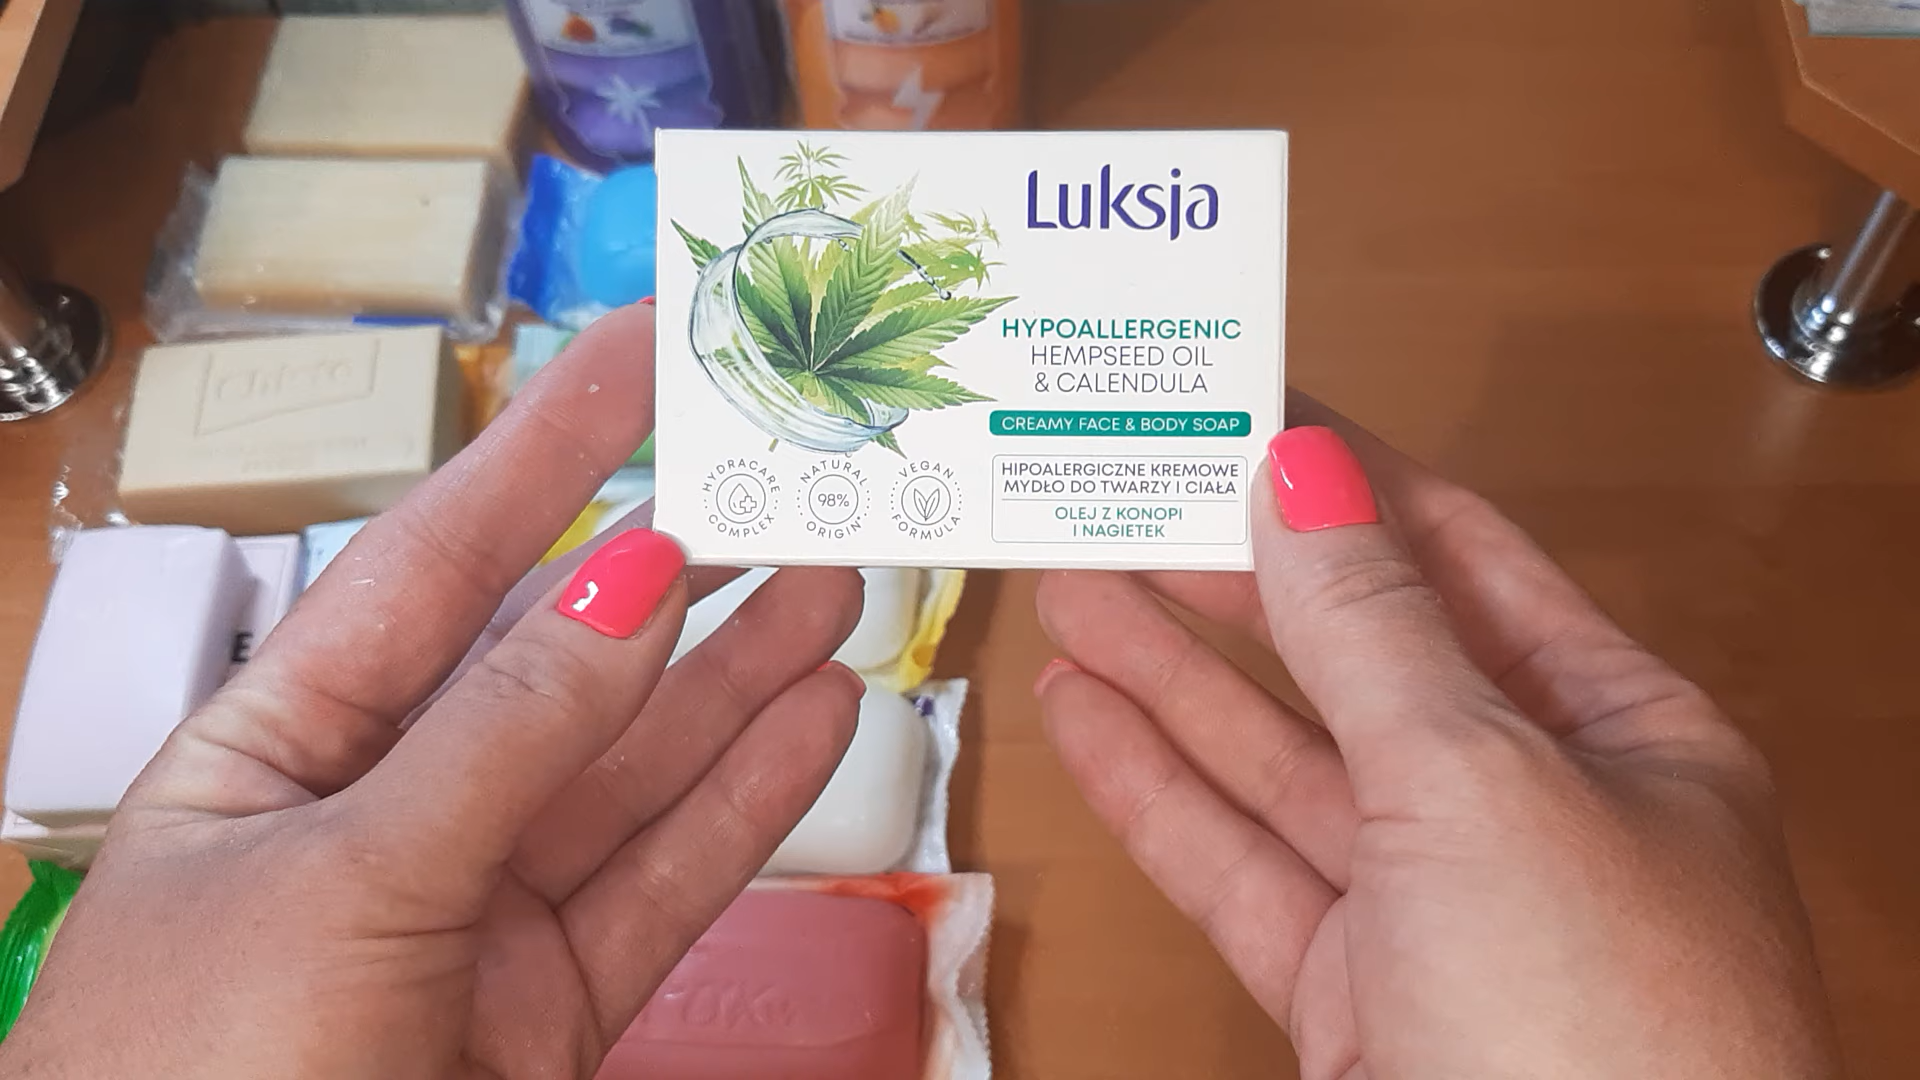 Luksja
HYPOALLERGENIC
HEMPSEED OIL
& CALENDULA
CREAMY FACE & BODY SOAP
HIPOALERGICZNE KREMOWE
MYDŁO DO TWARZY I CIAŁA
OLEJ Z KONOPI
I NAGIETEK
HYDRACARE
COMPLEX
NATURAL
98%
ORIGIN
VEGAN
FORMULA
E